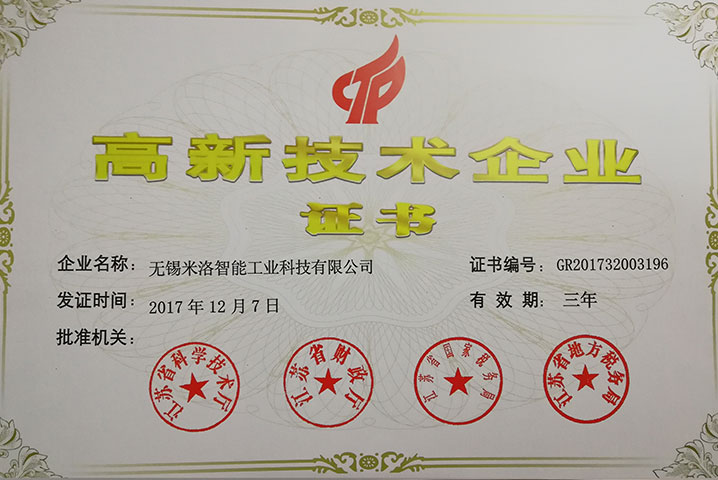 高新技术企业
证书
企业名称： 无锡米洛智能工业科技有限公司
证书编号： GR201732003196
发证时间： 2017年12月7日
有效期： 三年
批准机关：
江苏省科学技术厅
江苏省财政厅
江苏省国家税务局
江苏省地方税务局